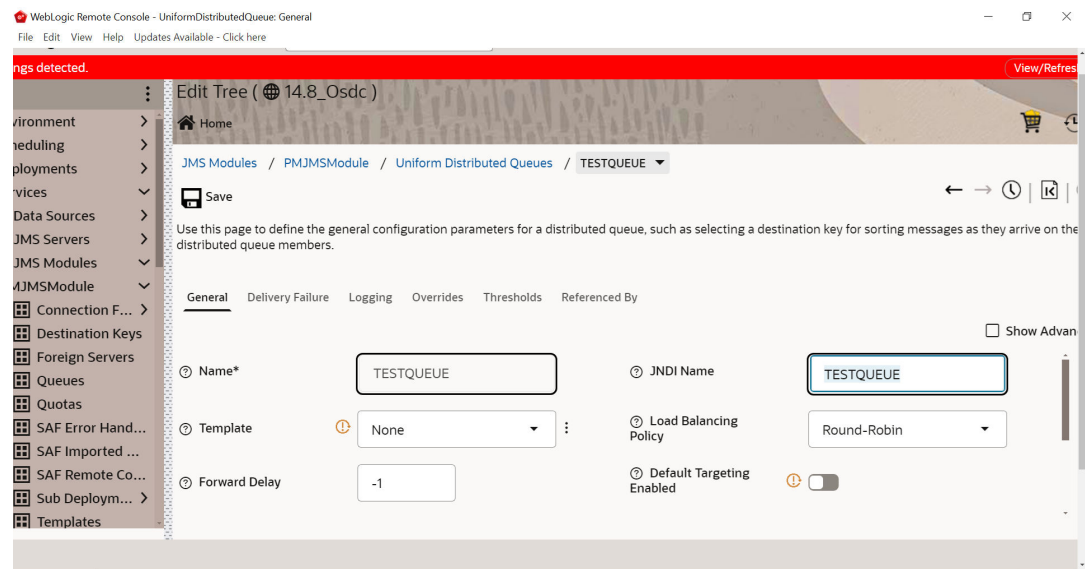 WebLogic Remote Console - UniformDistributedQueue: General
File Edit View Help Updates Available - Click here
ngs detected.
View/Refres
Edit Tree ( 14.8_Osdc )
Home
vironment
heduling
ployments
vices
Data Sources
JMS Servers
JMS Modules
MJMSModule
Connection F...
Destination Keys
Foreign Servers
Queues
Quotas
SAF Error Hand...
SAF Imported ...
SAF Remote Co...
Sub Deploym...
Templates
JMS Modules / PMJMSModule / Uniform Distributed Queues / TESTQUEUE
Save
Use this page to define the general configuration parameters for a distributed queue, such as selecting a destination key for sorting messages as they arrive on the
distributed queue members.
General Delivery Failure Logging Overrides Thresholds Referenced By
Show Advan
Name* TESTQUEUE
JNDI Name TESTQUEUE
Template None
Load Balancing
Policy
Round-Robin
Forward Delay -1
Default Targeting
Enabled